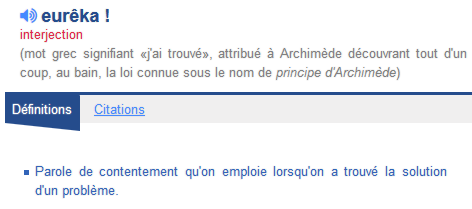 eurêka !
interjection
(mot grec signifiant «j'ai trouvé», attribué à Archimède découvrant tout d'un
coup, au bain, la loi connue sous le nom de principe d'Archimède)
Définitions Citations
Parole de contentement qu'on emploie lorsqu'on a trouvé la solution
d'un problème.